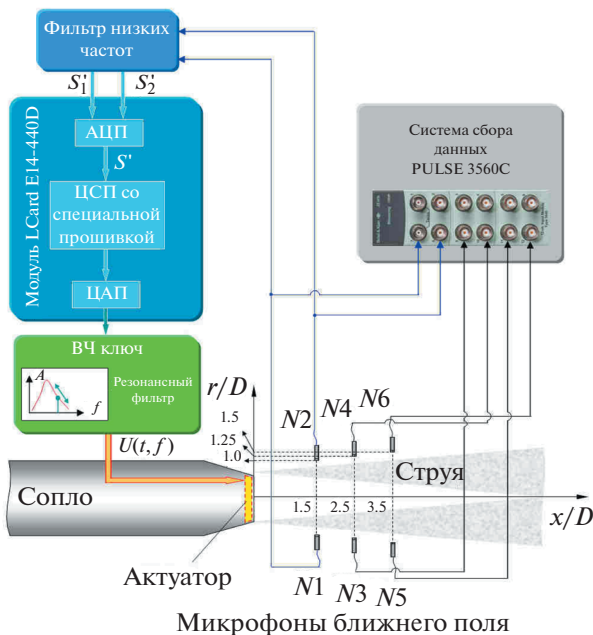 Фильтр низких
частот
S'₁ S'₂
Модуль LCard E14-440D
АЦП
S'
ЦСП со
специальной
прошивкой
ЦАП
ВЧ ключ
A
f
Резонансный
фильтр
U(t, f)
Система сбора
данных
PULSE 3560C
r/D
1.5
1.25
1.0
N2
N4
N6
Струя
Сопло
1.5
2.5
3.5
x/D
Актуатор
N1
N3
N5
Микрофоны ближнего поля